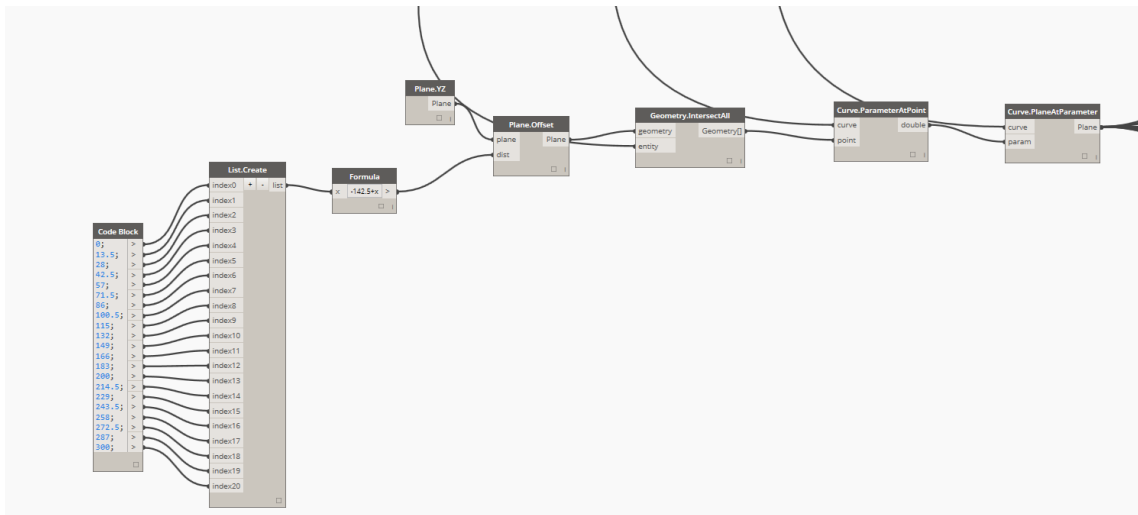 Plane.YZ
Plane
Plane.Offset
plane Plane
dist
Geometry.IntersectAll
geometry Geometry[]
entity
Curve.ParameterAtPoint
curve double
point
Curve.PlaneAtParameter
curve Plane
param
List.Create
index0 + - list
index1
index2
index3
index4
index5
index6
index7
index8
index9
index10
index11
index12
index13
index14
index15
index16
index17
index18
index19
index20
Formula
x -142.5+x >
Code Block
0; >
13.5; >
28; >
42.5; >
57; >
71.5; >
86; >
100.5; >
115; >
132; >
149; >
166; >
183; >
200; >
214.5; >
229; >
243.5; >
258; >
272.5; >
287; >
300; >